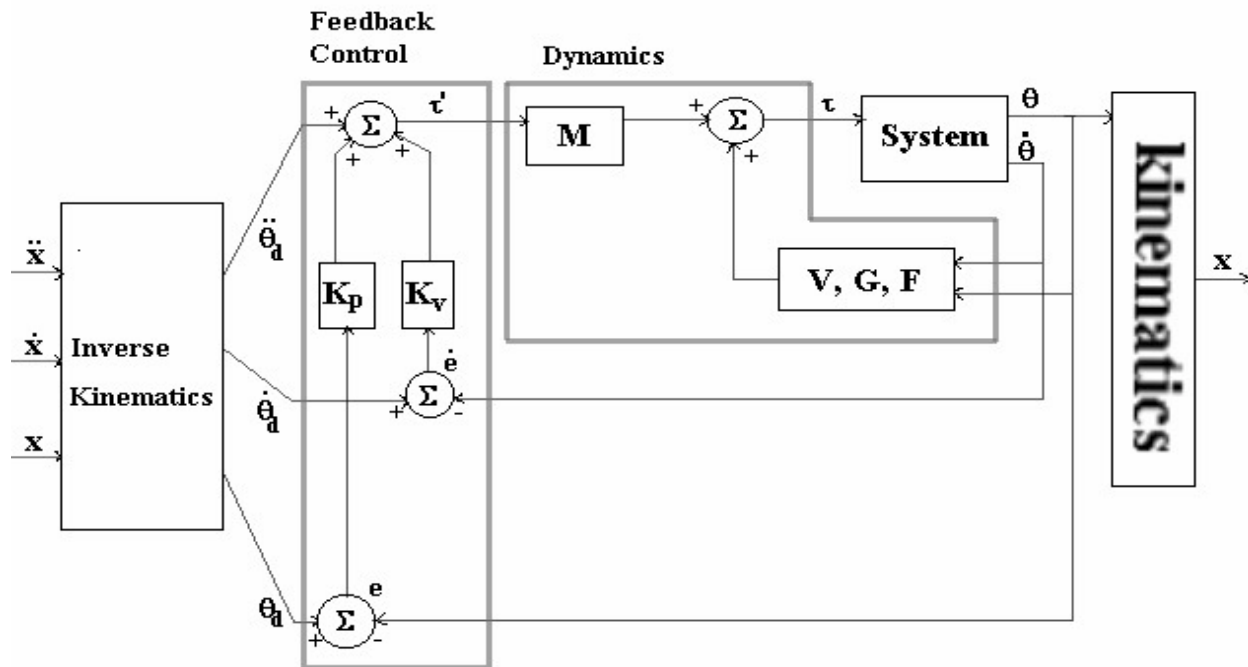 Feedback
Control
Dynamics
+
Σ
+
+
τ'
M
+
Σ
+
τ
System
θ
θ̇
kinematics
x
V, G, F
ẍ
ẋ
x
Inverse
Kinematics
θ̈d
θ̇d
θd
Kp
Kv
ė
Σ
+
-
e
Σ
+
-